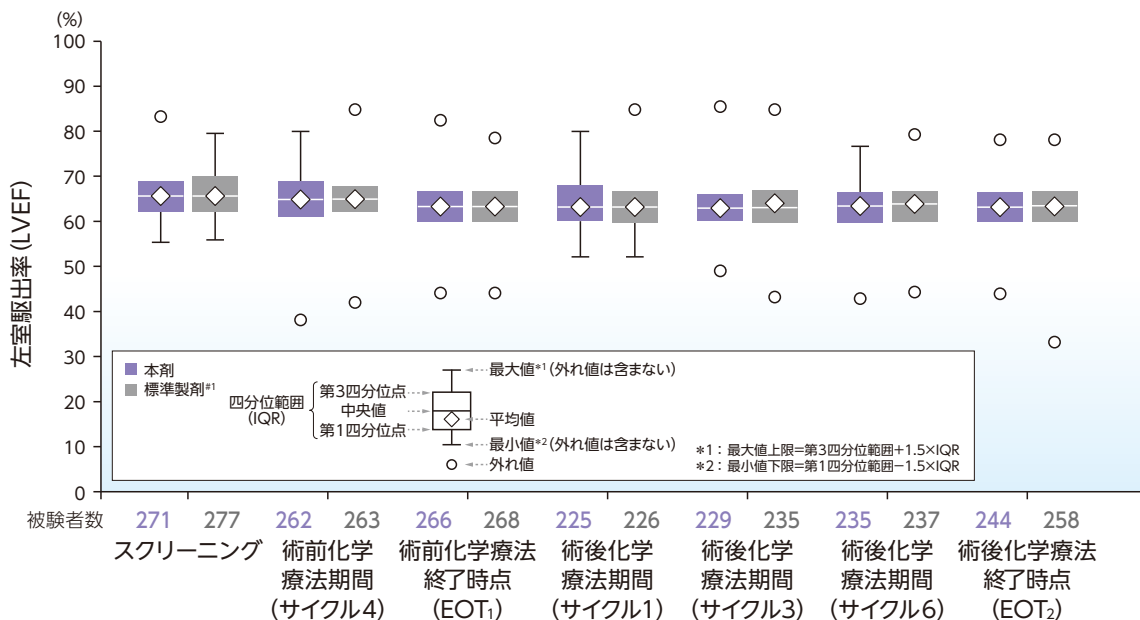 (%)
100
90
80
70
60
50
40
30
20
10
0
左室駆出率(LVEF)
本剤
標準製剤#1
四分位範囲
(IQR)
第3四分位点
中央値
第1四分位点
最大値*1(外れ値は含まない)
平均値
最小値*2(外れ値は含まない)
外れ値
*1:最大値上限=第3四分位範囲+1.5×IQR
*2:最小値下限=第1四分位範囲−1.5×IQR
被験者数 271 277 262 263 266 268 225 226 229 235 235 237 244 258
スクリーニング
術前化学
療法期間
(サイクル4)
術前化学療法
終了時点
(EOT1)
術後化学
療法期間
(サイクル1)
術後化学
療法期間
(サイクル3)
術後化学
療法期間
(サイクル6)
術後化学療法
終了時点
(EOT2)